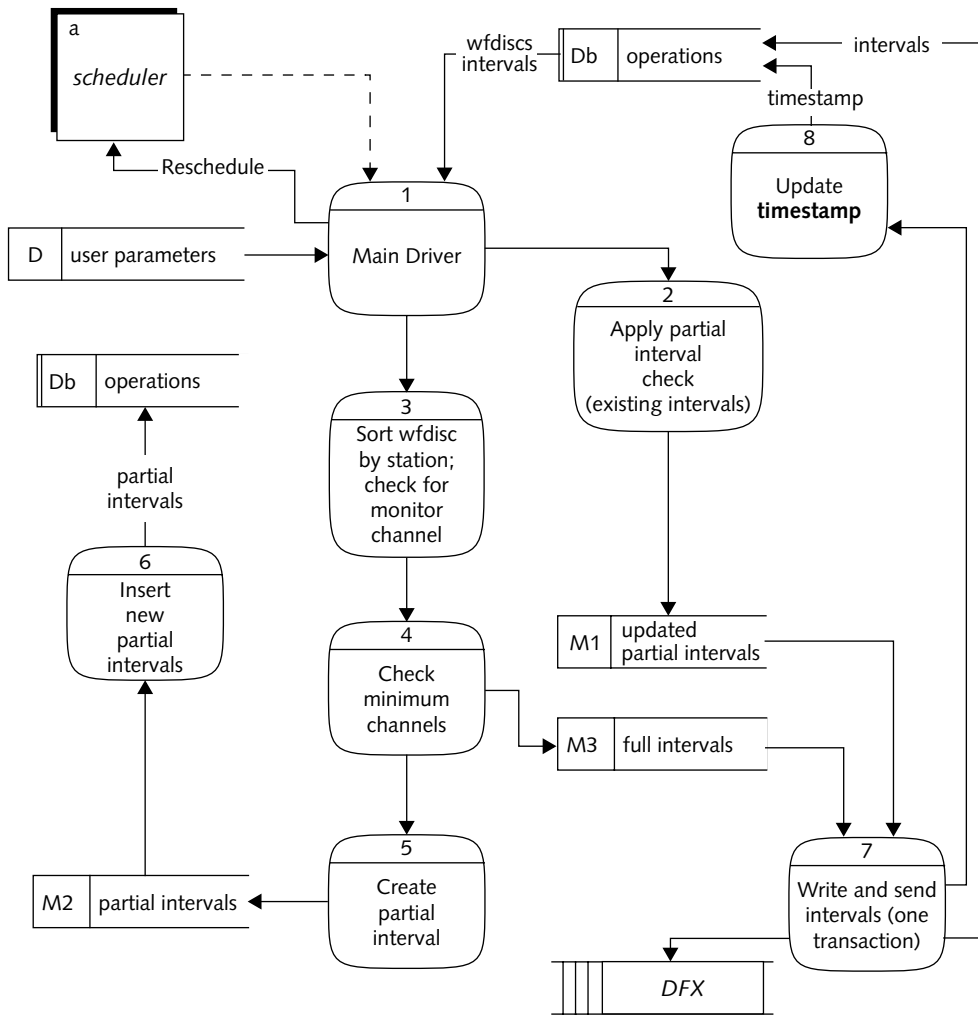 a
scheduler
wfdiscs
intervals
Db operations
intervals
timestamp
8
Update
timestamp
Reschedule
1
Main Driver
D user parameters
2
Apply partial
interval
check
(existing intervals)
Db operations
3
Sort wfdisc
by station;
check for
monitor
channel
partial
intervals
6
Insert
new
partial
intervals
4
Check
minimum
channels
M1 updated
partial intervals
M3 full intervals
5
Create
partial
interval
M2 partial intervals
7
Write and send
intervals (one
transaction)
DFX